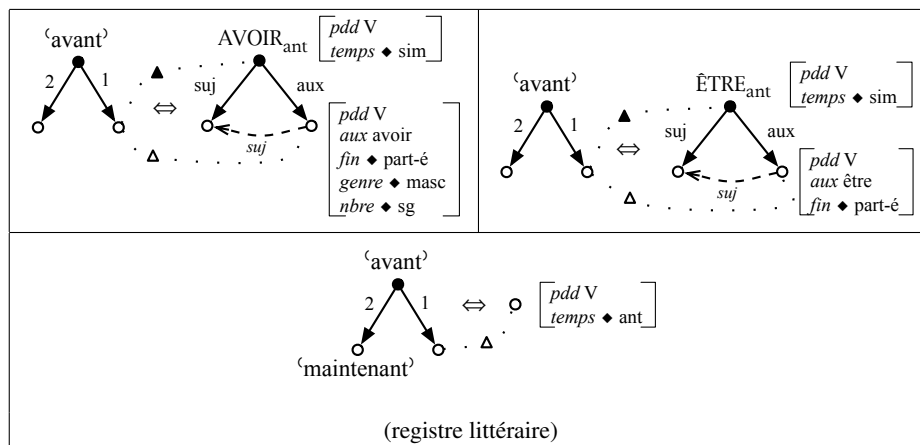 ‘avant’
2 1
⇔
AVOIR_ant
suj aux
suj
pdd V
temps ◆ sim
pdd V
aux avoir
fin ◆ part-é
genre ◆ masc
nbre ◆ sg
‘avant’
2 1
⇔
ÊTRE_ant
suj aux
suj
pdd V
temps ◆ sim
pdd V
aux être
fin ◆ part-é
‘avant’
2 1
⇔
pdd V
temps ◆ ant
‘maintenant’
(registre littéraire)